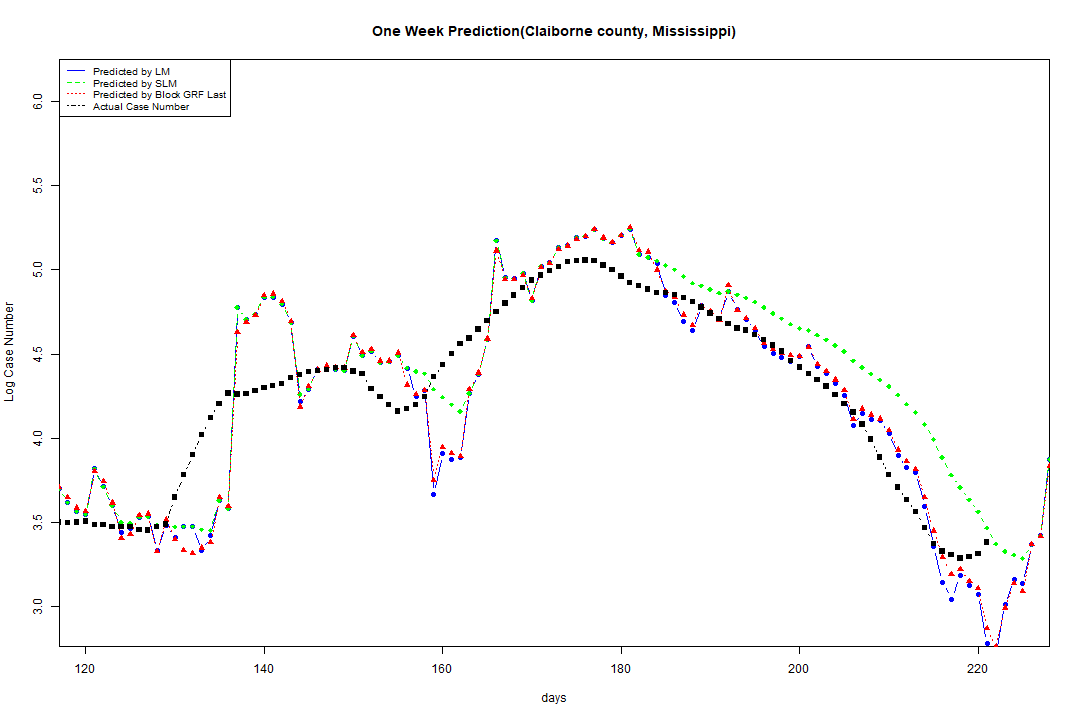 One Week Prediction(Claiborne county, Mississippi)
Predicted by LM
Predicted by SLM
Predicted by Block GRF Last
Actual Case Number
6.0
5.5
5.0
4.5
4.0
3.5
3.0
Log Case Number
120 140 160 180 200 220
days